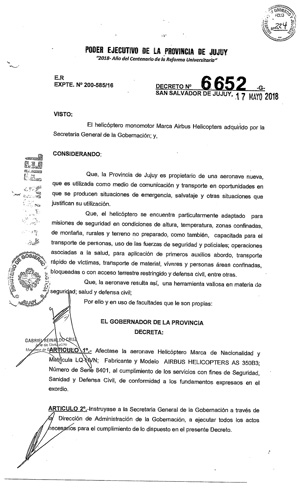 PODER EJECUTIVO DE LA PROVINCIA DE JUJUY
"2018- Año del Centenario de la Reforma Universitaria"
E.R
EXPTE. Nº 200-585/16
DECRETO Nº 6652 -G-
SAN SALVADOR DE JUJUY, 17 MAYO 2018
VISTO:
El helicóptero monomotor Marca Airbus Helicopters adquirido por la
Secretaría General de la Gobernación; y,
CONSIDERANDO:
Que, la Provincia de Jujuy es propietario de una aeronave nueva,
que es utilizada como medio de comunicación y transporte en oportunidades en
que se producen situaciones de emergencia, salvataje y otras situaciones que
justifican su utilización.
Que, el helicóptero se encuentre particularmente adaptado para
misiones de seguridad en condiciones de altura, temperatura, zonas confinadas,
de montaña, rurales y terreno no preparado, como también, capacitada para el
transporte de personas, uso de las fuerzas de seguridad y policiales; operaciones
asociadas a la salud, para aplicación de primeros auxilios abordo, transporte
rápido de víctimas, transporte de material, víveres y personas áreas confinadas,
bloqueadas o con acceso terrestre restringido y defensa civil, entre otras.
Que, la aeronave resulta así, una herramienta valiosa en materia de
seguridad; salud y defensa civil;
Por ello y en uso de facultades que le son propias;
EL GOBERNADOR DE LA PROVINCIA
DECRETA:
ARTICULO 1º.- Aféctese la aeronave Helicóptero Marca de Nacionalidad y
Matrícula Fabricante y Modelo AIRBUS HELICOPTERS AS 350B3;
Número de Serie 8401, al cumplimiento de los servicios con fines de Seguridad,
Sanidad y Defensa Civil, de conformidad a los fundamentos expresos en el
exordio.
ARTICULO 2º.-Instrúyase a la Secretaría General de la Gobernación a través de
la Dirección de Administración de la Gobernación, a ejecutar todos los actos
necesarios para el cumplimiento de lo dispuesto en el presente Decreto.